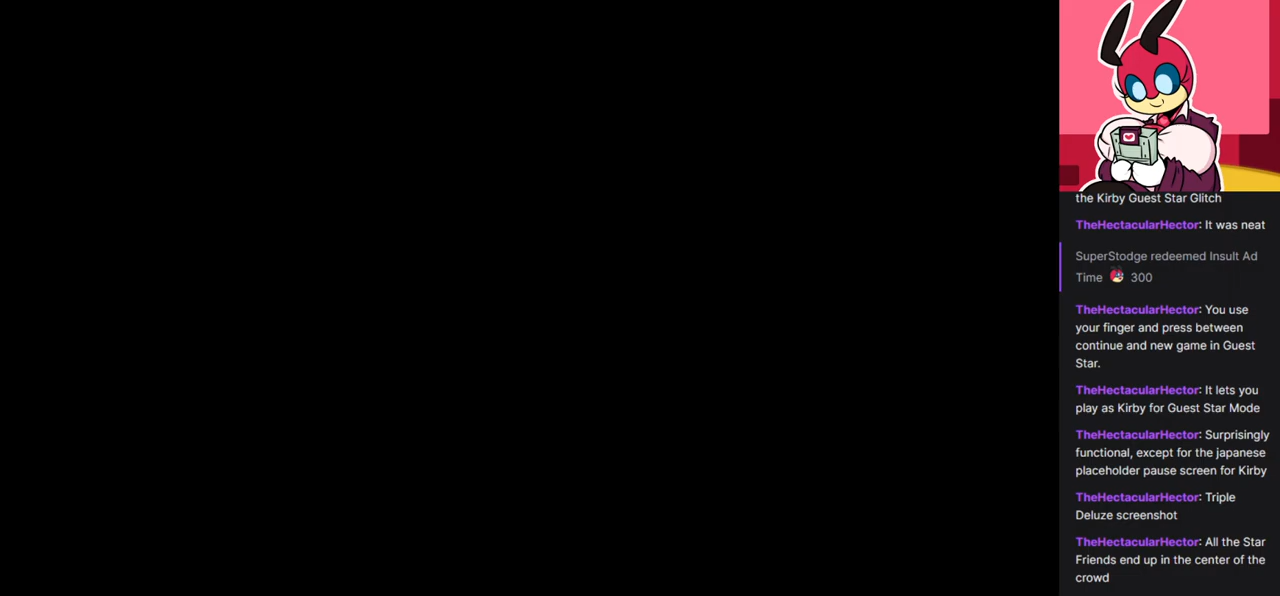 the Kirby Guest Star Glitch
TheHectacularHector: It was neat
SuperStodge redeemed Insult Ad
Time 300
TheHectacularHector: You use
your finger and press between
continue and new game in Guest
Star.
TheHectacularHector: It lets you
play as Kirby for Guest Star Mode
TheHectacularHector: Surprisingly
functional, except for the japanese
placeholder pause screen for Kirby
TheHectacularHector: Triple
Deluze screenshot
TheHectacularHector: All the Star
Friends end up in the center of the
crowd